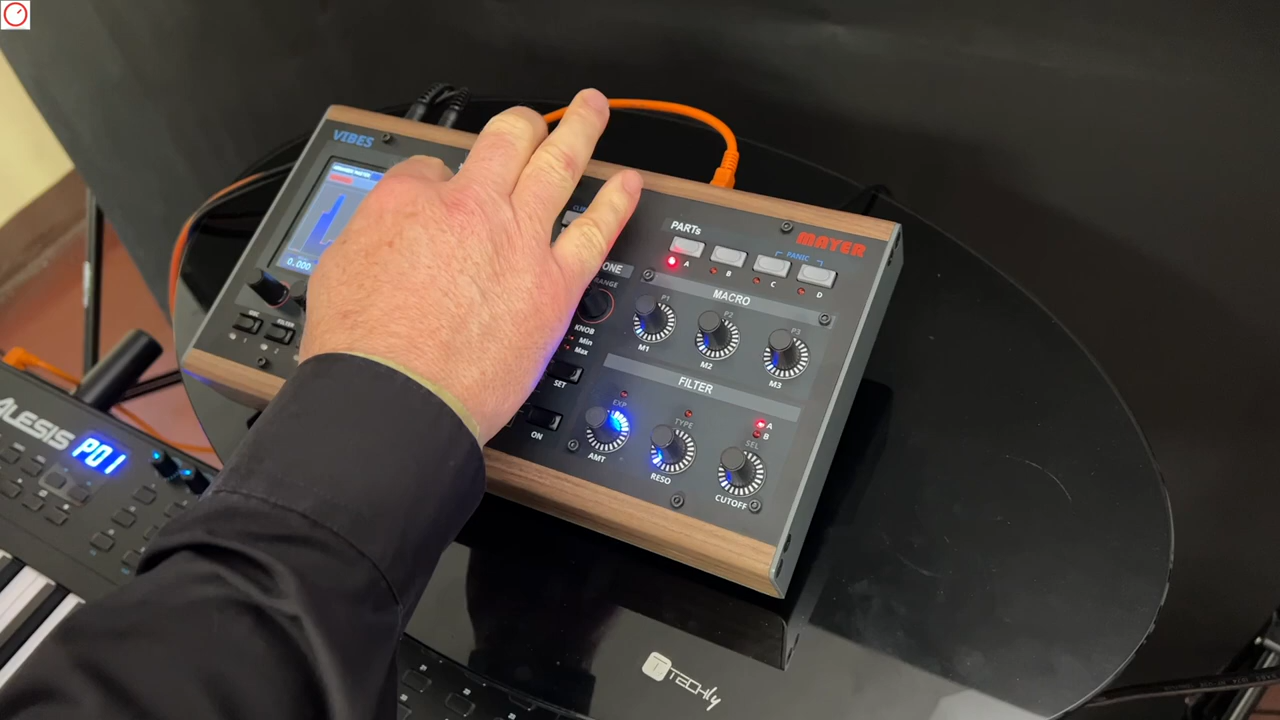 VIBES
0.000
PARTs
MAYER
PANIC
A
B
C
D
ONE
RANGE
MACRO
P1
P2
P3
KNOB
Min
Max
M1
M2
M3
SET
FILTER
FILTER
EXP
TYPE
A
B
SEL
ON
AMT
RESO
CUTOFF
ALESIS
P01
TECHly